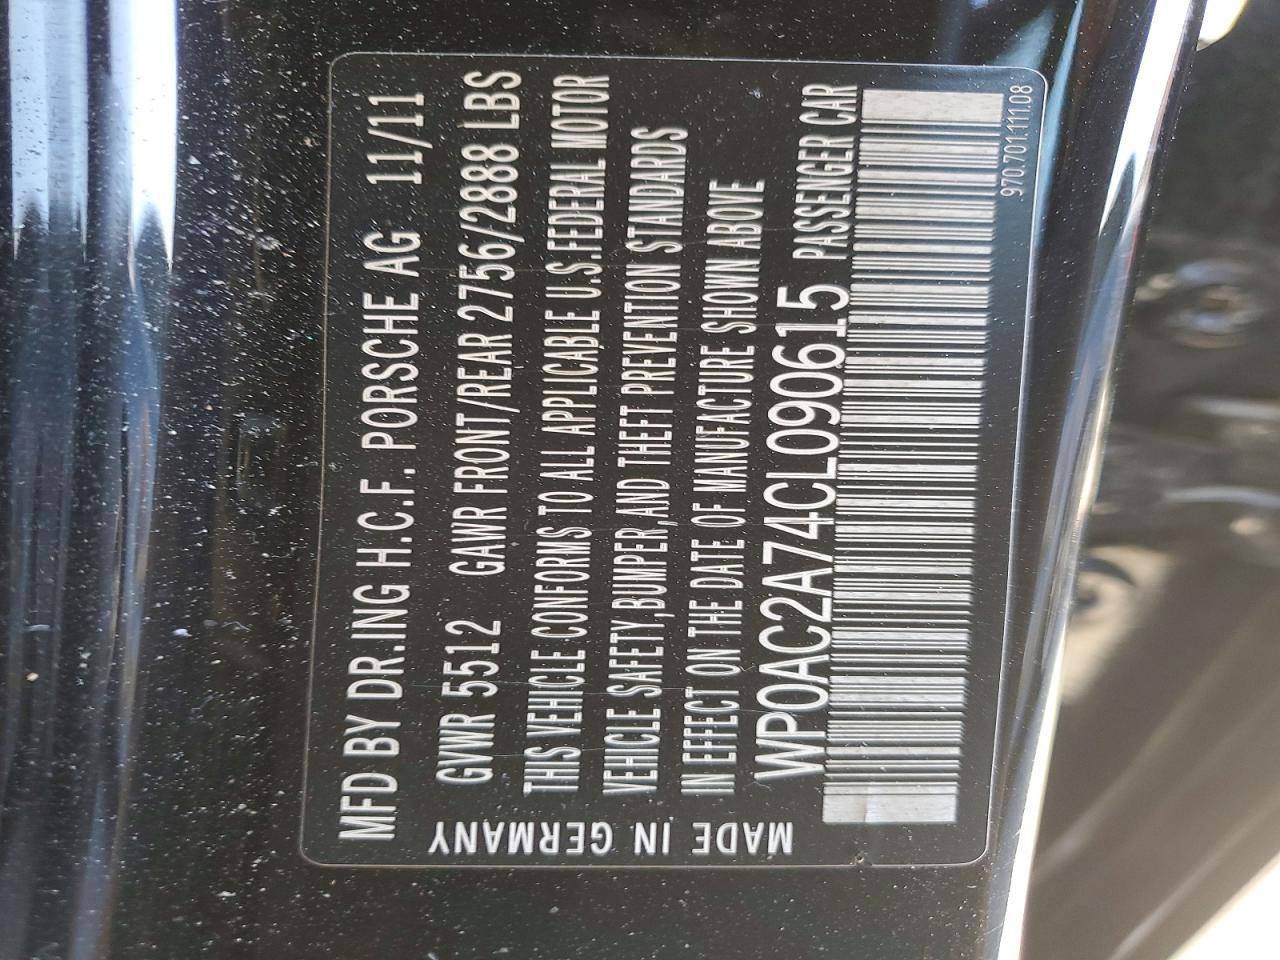 MFD BY DR.ING H.C.F. PORSCHE AG 11/11
GVWR 5512 GAWR FRONT/REAR 2756/2888 LBS
THIS VEHICLE CONFORMS TO ALL APPLICABLE U.S.FEDERAL MOTOR
VEHICLE SAFETY,BUMPER,AND THEFT PREVENTION STANDARDS
IN EFFECT ON THE DATE OF MANUFACTURE SHOWN ABOVE
WP0AC2A74CL090615 PASSENGER CAR
970.701.111.08
MADE IN GERMANY